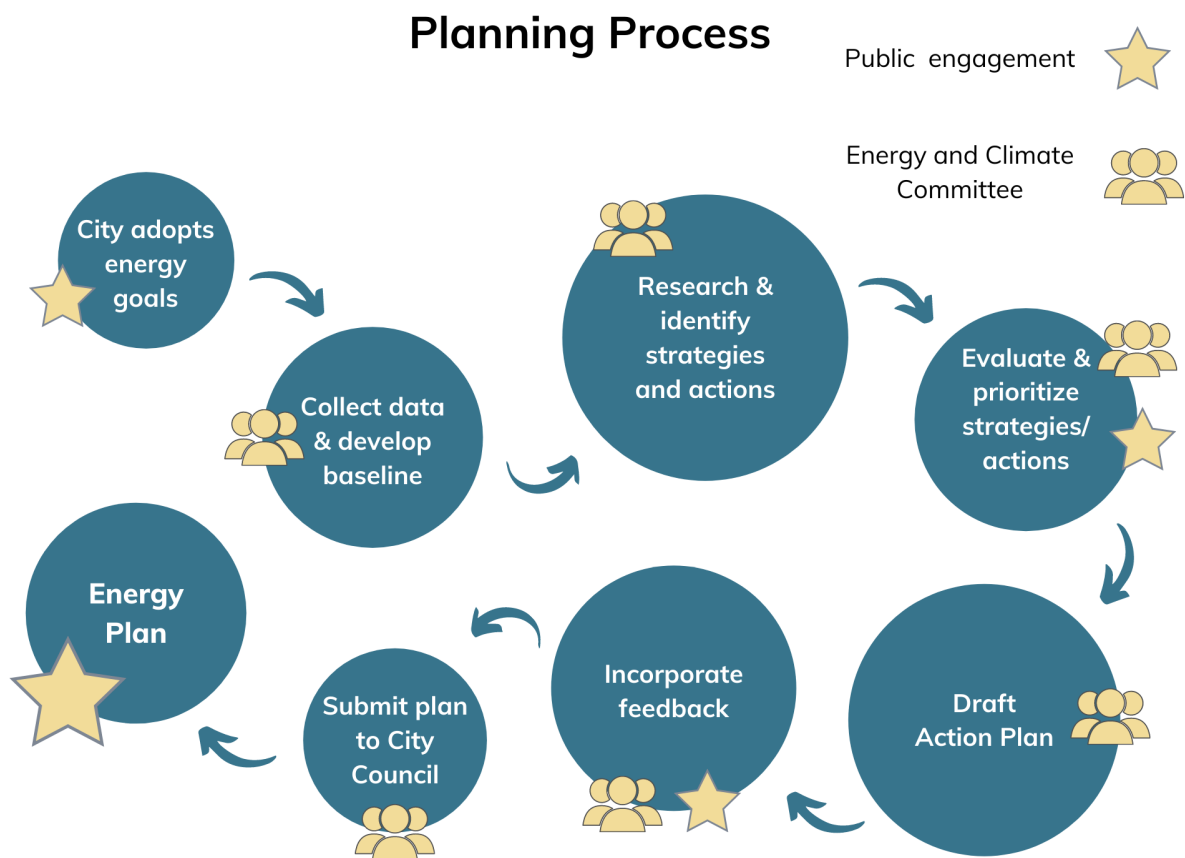 Planning Process
Public engagement
Energy and Climate
Committee
City adopts
energy
goals
Collect data
& develop
baseline
Research &
identify
strategies
and actions
Evaluate &
prioritize
strategies/
actions
Draft
Action Plan
Incorporate
feedback
Submit plan
to City
Council
Energy
Plan